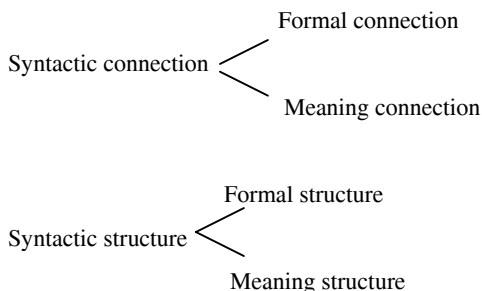 Formal connection
Syntactic connection
Meaning connection
Formal structure
Syntactic structure
Meaning structure